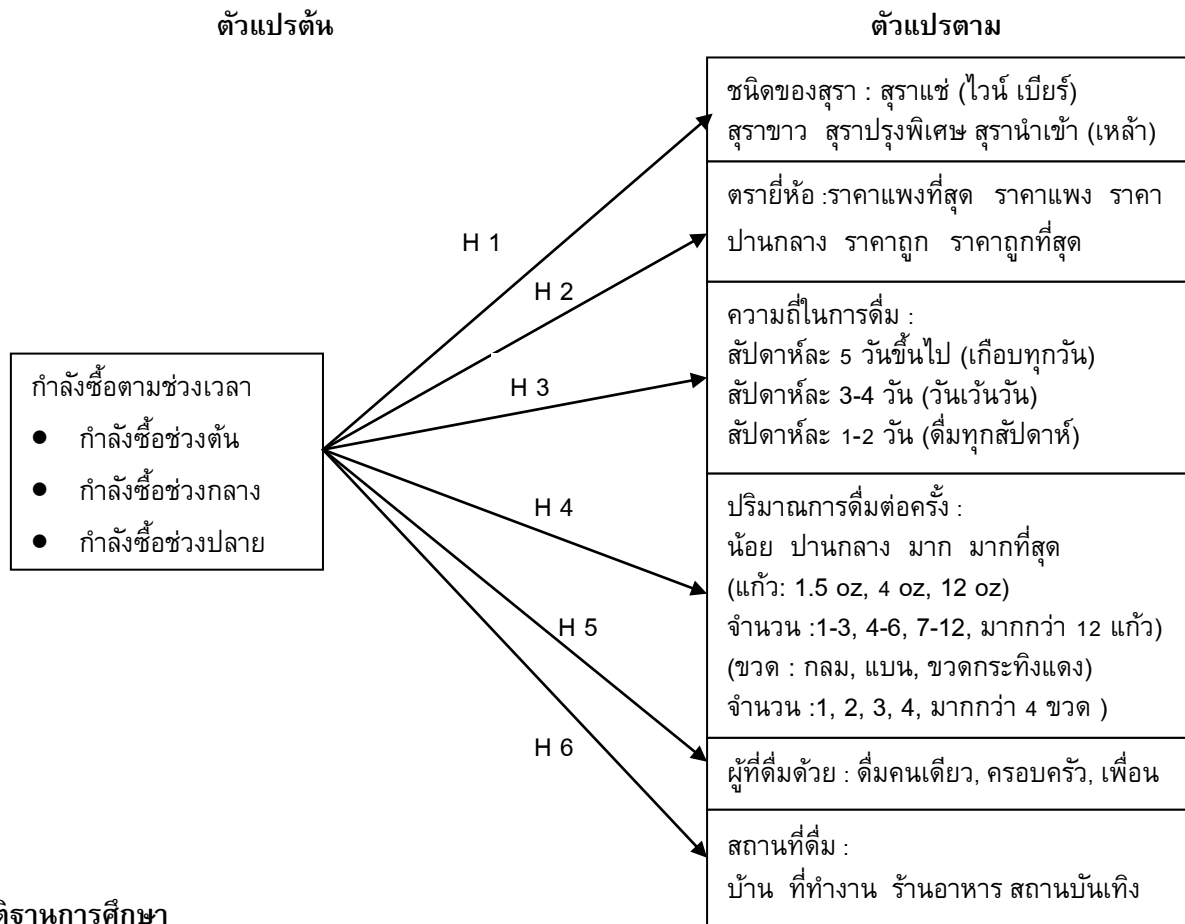 ตัวแปรต้น
ตัวแปรตาม
ชนิดของสุรา : สุราแช่ (ไวน์ เบียร์)
สุราขาว สุราปรุงพิเศษ สุรานำเข้า (เหล้า)
ตรายี่ห้อ :ราคาแพงที่สุด ราคาแพง ราคา
ปานกลาง ราคาถูก ราคาถูกที่สุด
ความถี่ในการดื่ม :
สัปดาห์ละ 5 วันขึ้นไป (เกือบทุกวัน)
สัปดาห์ละ 3-4 วัน (วันเว้นวัน)
สัปดาห์ละ 1-2 วัน (ดื่มทุกสัปดาห์)
ปริมาณการดื่มต่อครั้ง :
น้อย ปานกลาง มาก มากที่สุด
(แก้ว: 1.5 oz, 4 oz, 12 oz)
จำนวน :1-3, 4-6, 7-12, มากกว่า 12 แก้ว)
(ขวด : กลม, แบน, ขวดกระทิงแดง)
จำนวน :1, 2, 3, 4, มากกว่า 4 ขวด )
ผู้ที่ดื่มด้วย : ดื่มคนเดียว, ครอบครัว, เพื่อน
สถานที่ดื่ม :
บ้าน ที่ทำงาน ร้านอาหาร สถานบันเทิง
H 1
H 2
H 3
H 4
H 5
H 6
กำลังซื้อตามช่วงเวลา
● กำลังซื้อช่วงต้น
● กำลังซื้อช่วงกลาง
● กำลังซื้อช่วงปลาย
การศึกษา